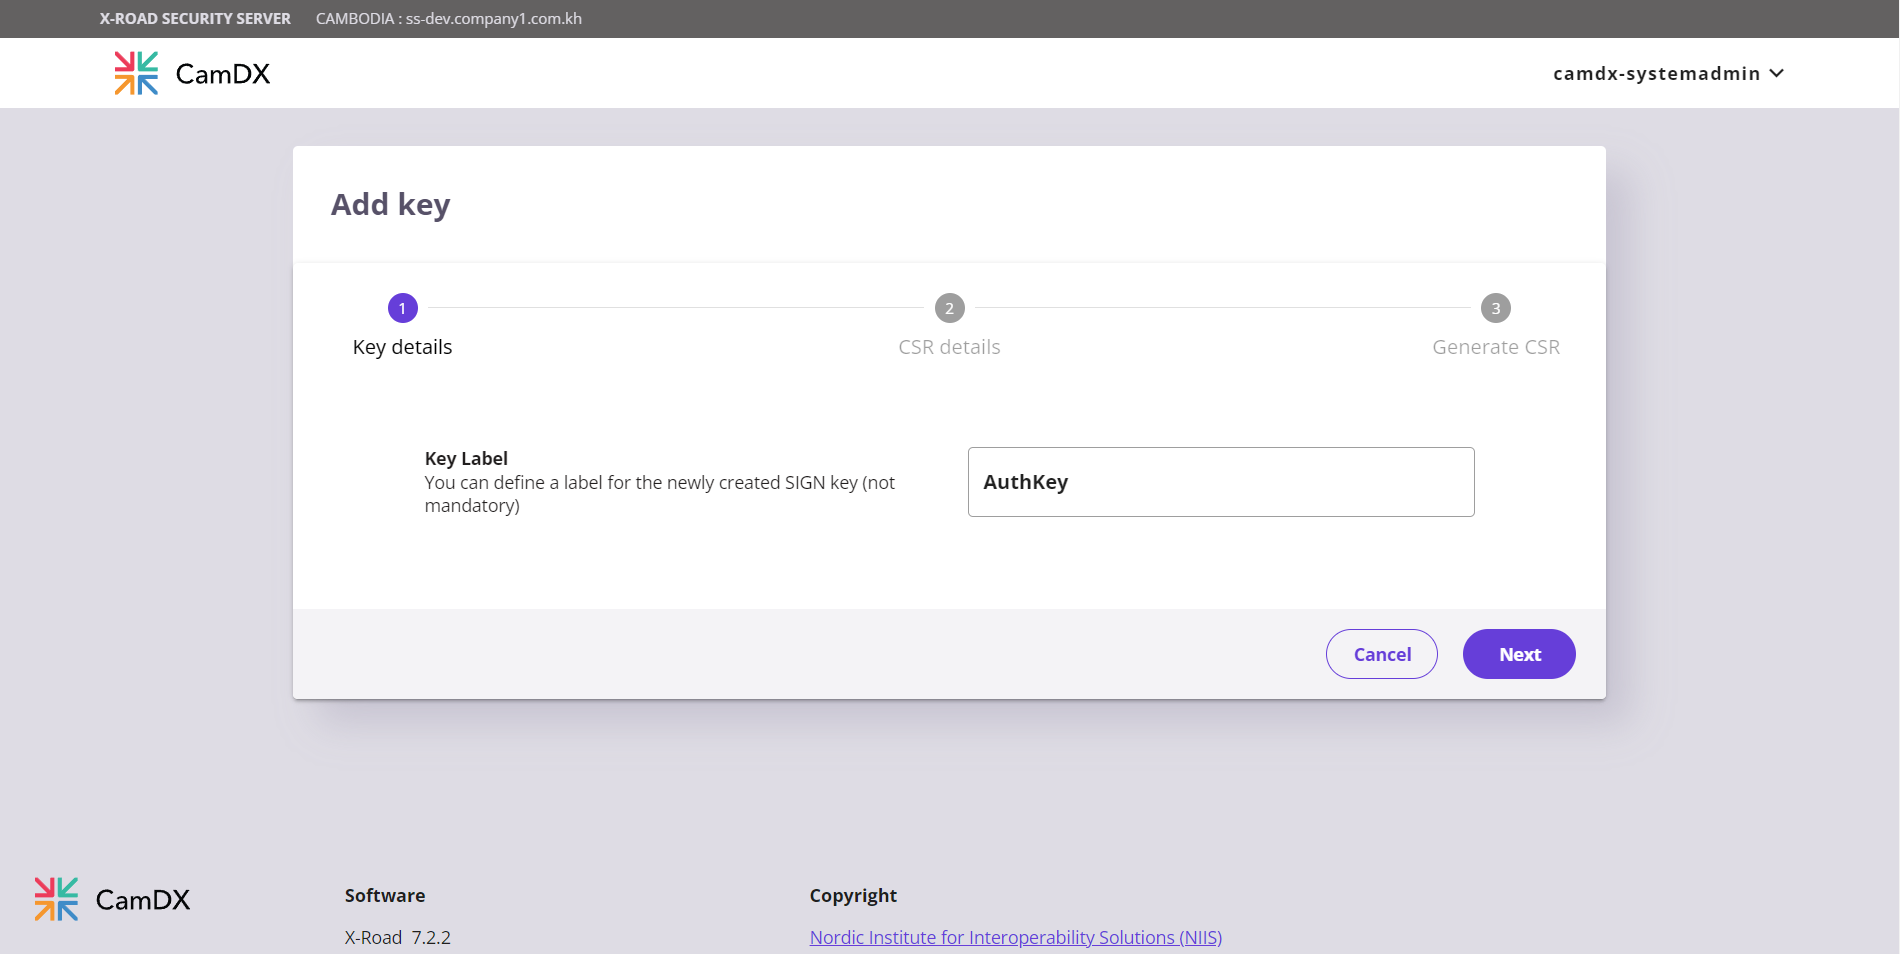 X-ROAD SECURITY SERVER CAMBODIA : ss-dev.company1.com.kh
CamDX
camdx-systemadmin
Add key
1
2
3
Key details
CSR details
Generate CSR
Key Label
You can define a label for the newly created SIGN key (not
mandatory)
AuthKey
Cancel
Next
CamDX
Software
X-Road 7.2.2
Copyright
Nordic Institute for Interoperability Solutions (NIIS)